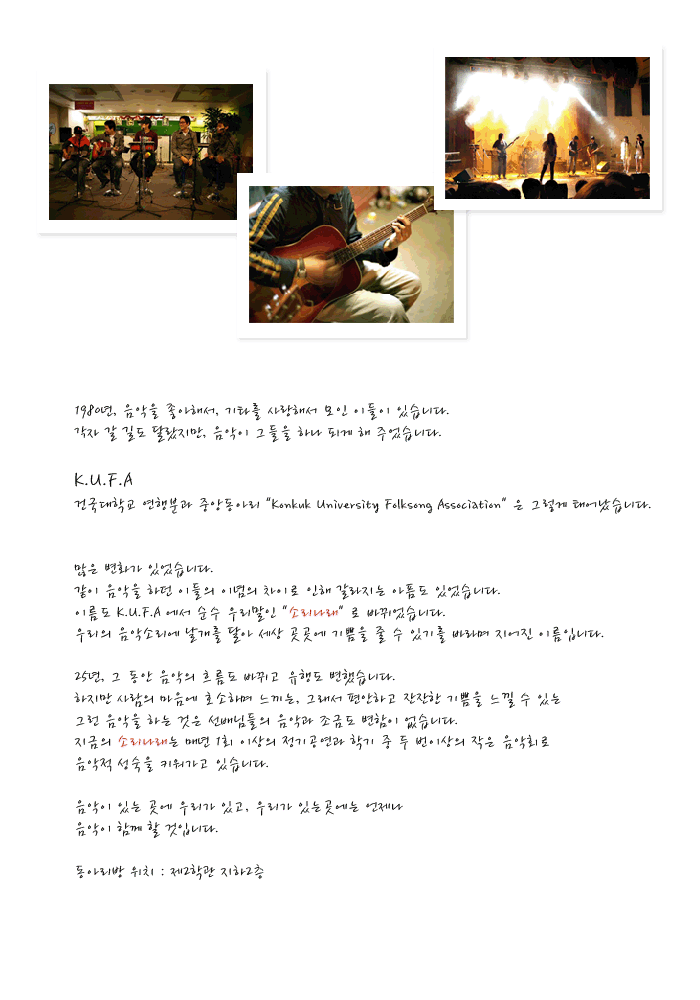 1980년, 음악을 좋아해서, 기타를 사랑해서 모인 이들이 있습니다.
각자 갈 길도 달랐지만, 음악이 그들을 하나 되게 해 주었습니다.
K.U.F.A
건국대학교 연행분과 중앙동아리 "Konkuk University Folksong Association" 은 그렇게 태어났습니다.
많은 변화가 있었습니다.
같이 음악을 하던 이들의 이념의 차이로 인해 갈라지는 아픔도 있었습니다.
이름도 K.U.F.A 에서 순수 우리말인 "소리나래" 로 바뀌었습니다.
우리의 음악소리에 날개를 달아 세상 곳곳에 기쁨을 줄 수 있기를 바라며 지어진 이름입니다.
25년, 그 동안 음악의 흐름도 바뀌고 유행도 변했습니다.
하지만 사람의 마음에 호소하며 느끼는, 그래서 편안하고 잔잔한 기쁨을 느낄 수 있는
그런 음악을 하는 것은 선배님들의 음악과 조금도 변함이 없습니다.
지금의 소리나래는 매년 1회 이상의 정기공연과 학기 중 두 번이상의 작은 음악회로
음악적 성숙을 키워가고 있습니다.
음악이 있는 곳에 우리가 있고, 우리가 있는곳에는 언제나
음악이 함께 할 것입니다.
동아리방 위치 : 제2학관 지하2층